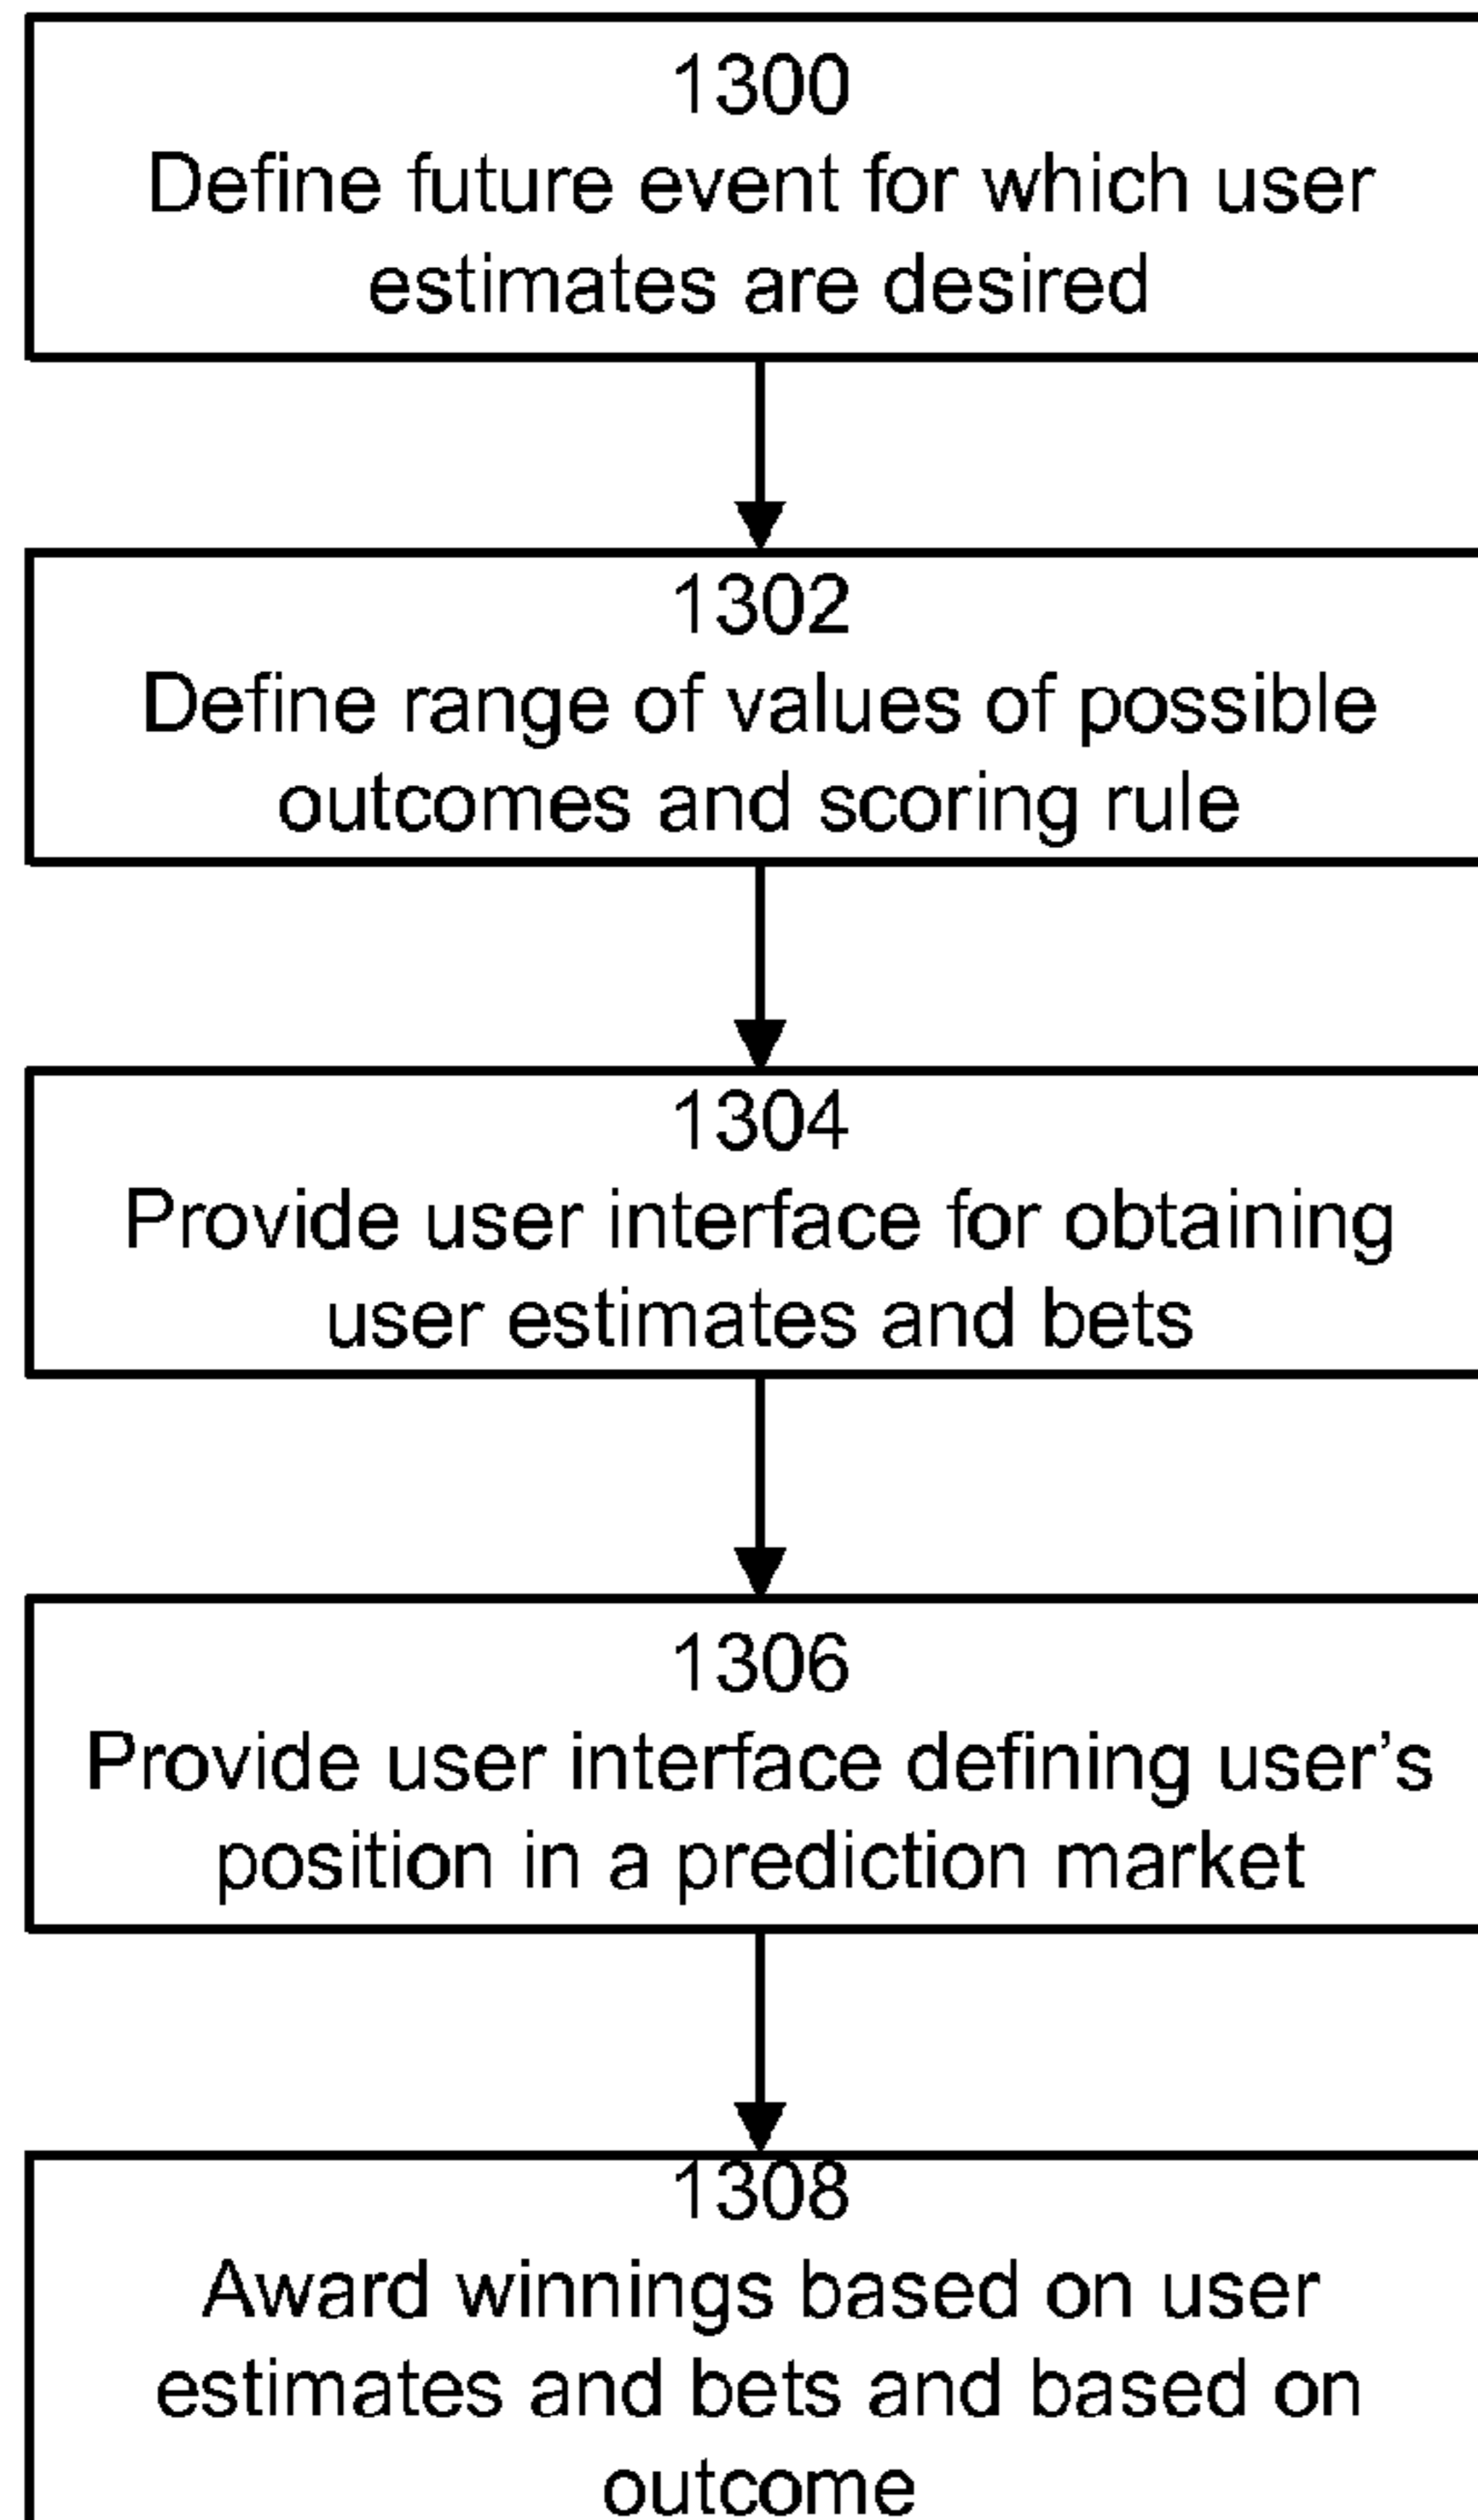 1300
Define future event for which user
estimates are desired
1302
Define range of values of possible
outcomes and scoring rule
1304
Provide user interface for obtaining
user estimates and bets
1306
Provide user interface defining user’s
position in a prediction market
1308
Award winnings based on user
estimates and bets and based on
outcome